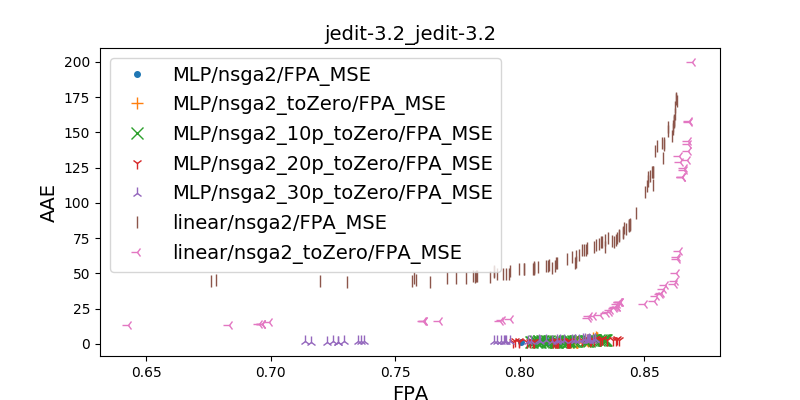 jedit-3.2_jedit-3.2
AAE
200
175
150
125
100
75
50
25
0
MLP/nsga2/FPA_MSE
MLP/nsga2_toZero/FPA_MSE
MLP/nsga2_10p_toZero/FPA_MSE
MLP/nsga2_20p_toZero/FPA_MSE
MLP/nsga2_30p_toZero/FPA_MSE
linear/nsga2/FPA_MSE
linear/nsga2_toZero/FPA_MSE
0.65 0.70 0.75 0.80 0.85
FPA